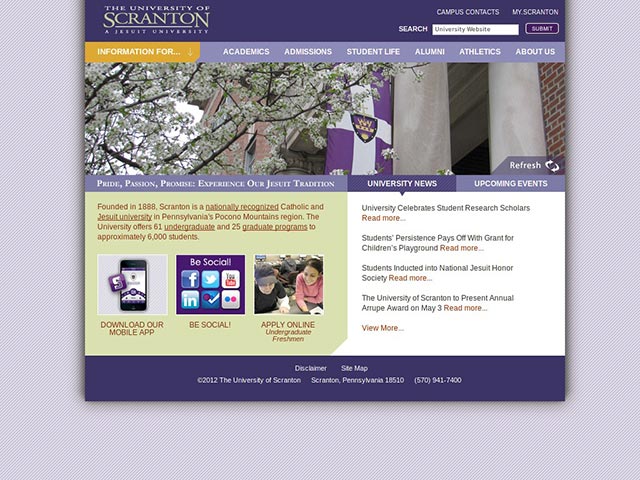 THE UNIVERSITY OF
SCRANTON
A JESUIT UNIVERSITY
CAMPUS CONTACTS
MY.SCRANTON
SEARCH
University Website
SUBMIT
INFORMATION FOR...
ACADEMICS
ADMISSIONS
STUDENT LIFE
ALUMNI
ATHLETICS
ABOUT US
Refresh
PRIDE, PASSION, PROMISE: EXPERIENCE OUR JESUIT TRADITION
UNIVERSITY NEWS
UPCOMING EVENTS
Founded in 1888, Scranton is a nationally recognized Catholic and
Jesuit university in Pennsylvania's Pocono Mountains region. The
University offers 61 undergraduate and 25 graduate programs to
approximately 6,000 students.
Be Social!
You Tube
DOWNLOAD OUR
MOBILE APP
BE SOCIAL!
APPLY ONLINE
Undergraduate
Freshmen
University Celebrates Student Research Scholars
Read more...
Students' Persistence Pays Off With Grant for
Children's Playground Read more...
Students Inducted into National Jesuit Honor
Society Read more...
The University of Scranton to Present Annual
Arrupe Award on May 3 Read more...
View More...
Disclaimer
Site Map
©2012 The University of Scranton
Scranton, Pennsylvania 18510
(570) 941-7400